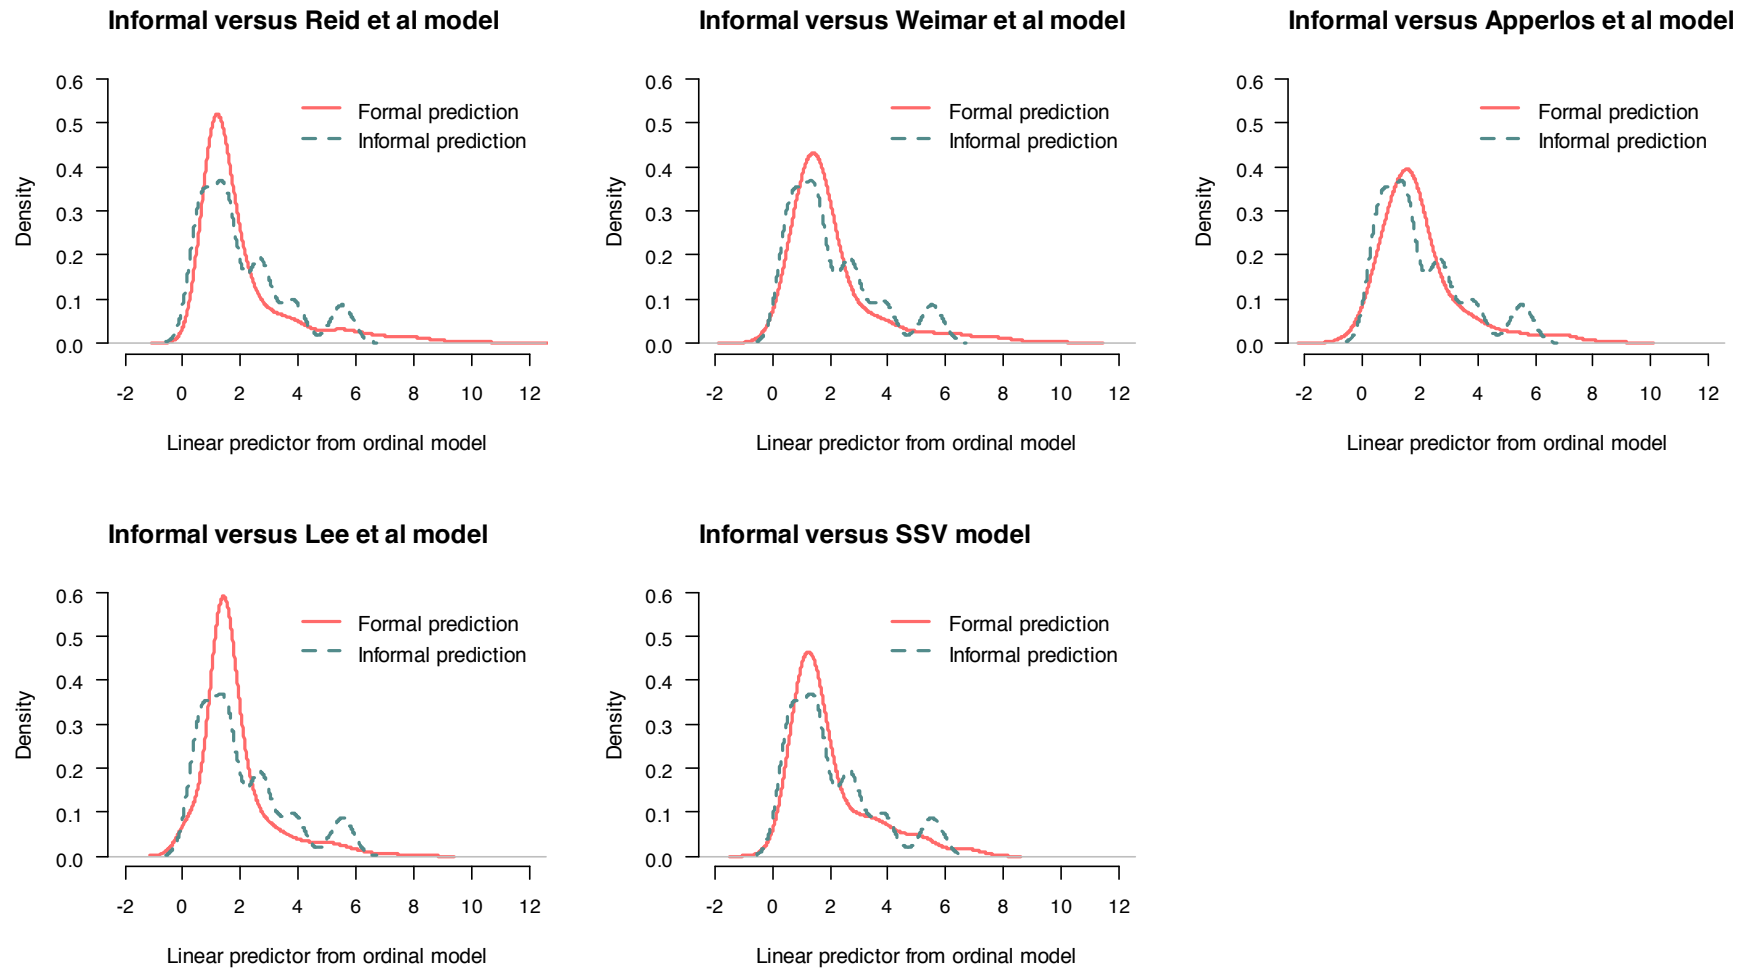 Informal versus Reid et al model
0.6
0.5
0.4
0.3
0.2
0.1
0.0
Density
Formal prediction
Informal prediction
-2 0 2 4 6 8 10 12
Linear predictor from ordinal model
Informal versus Weimar et al model
0.6
0.5
0.4
0.3
0.2
0.1
0.0
Density
Formal prediction
Informal prediction
-2 0 2 4 6 8 10 12
Linear predictor from ordinal model
Informal versus Apperlos et al model
0.6
0.5
0.4
0.3
0.2
0.1
0.0
Density
Formal prediction
Informal prediction
-2 0 2 4 6 8 10 12
Linear predictor from ordinal model
Informal versus Lee et al model
0.6
0.5
0.4
0.3
0.2
0.1
0.0
Density
Formal prediction
Informal prediction
-2 0 2 4 6 8 10 12
Linear predictor from ordinal model
Informal versus SSV model
0.6
0.5
0.4
0.3
0.2
0.1
0.0
Density
Formal prediction
Informal prediction
-2 0 2 4 6 8 10 12
Linear predictor from ordinal model